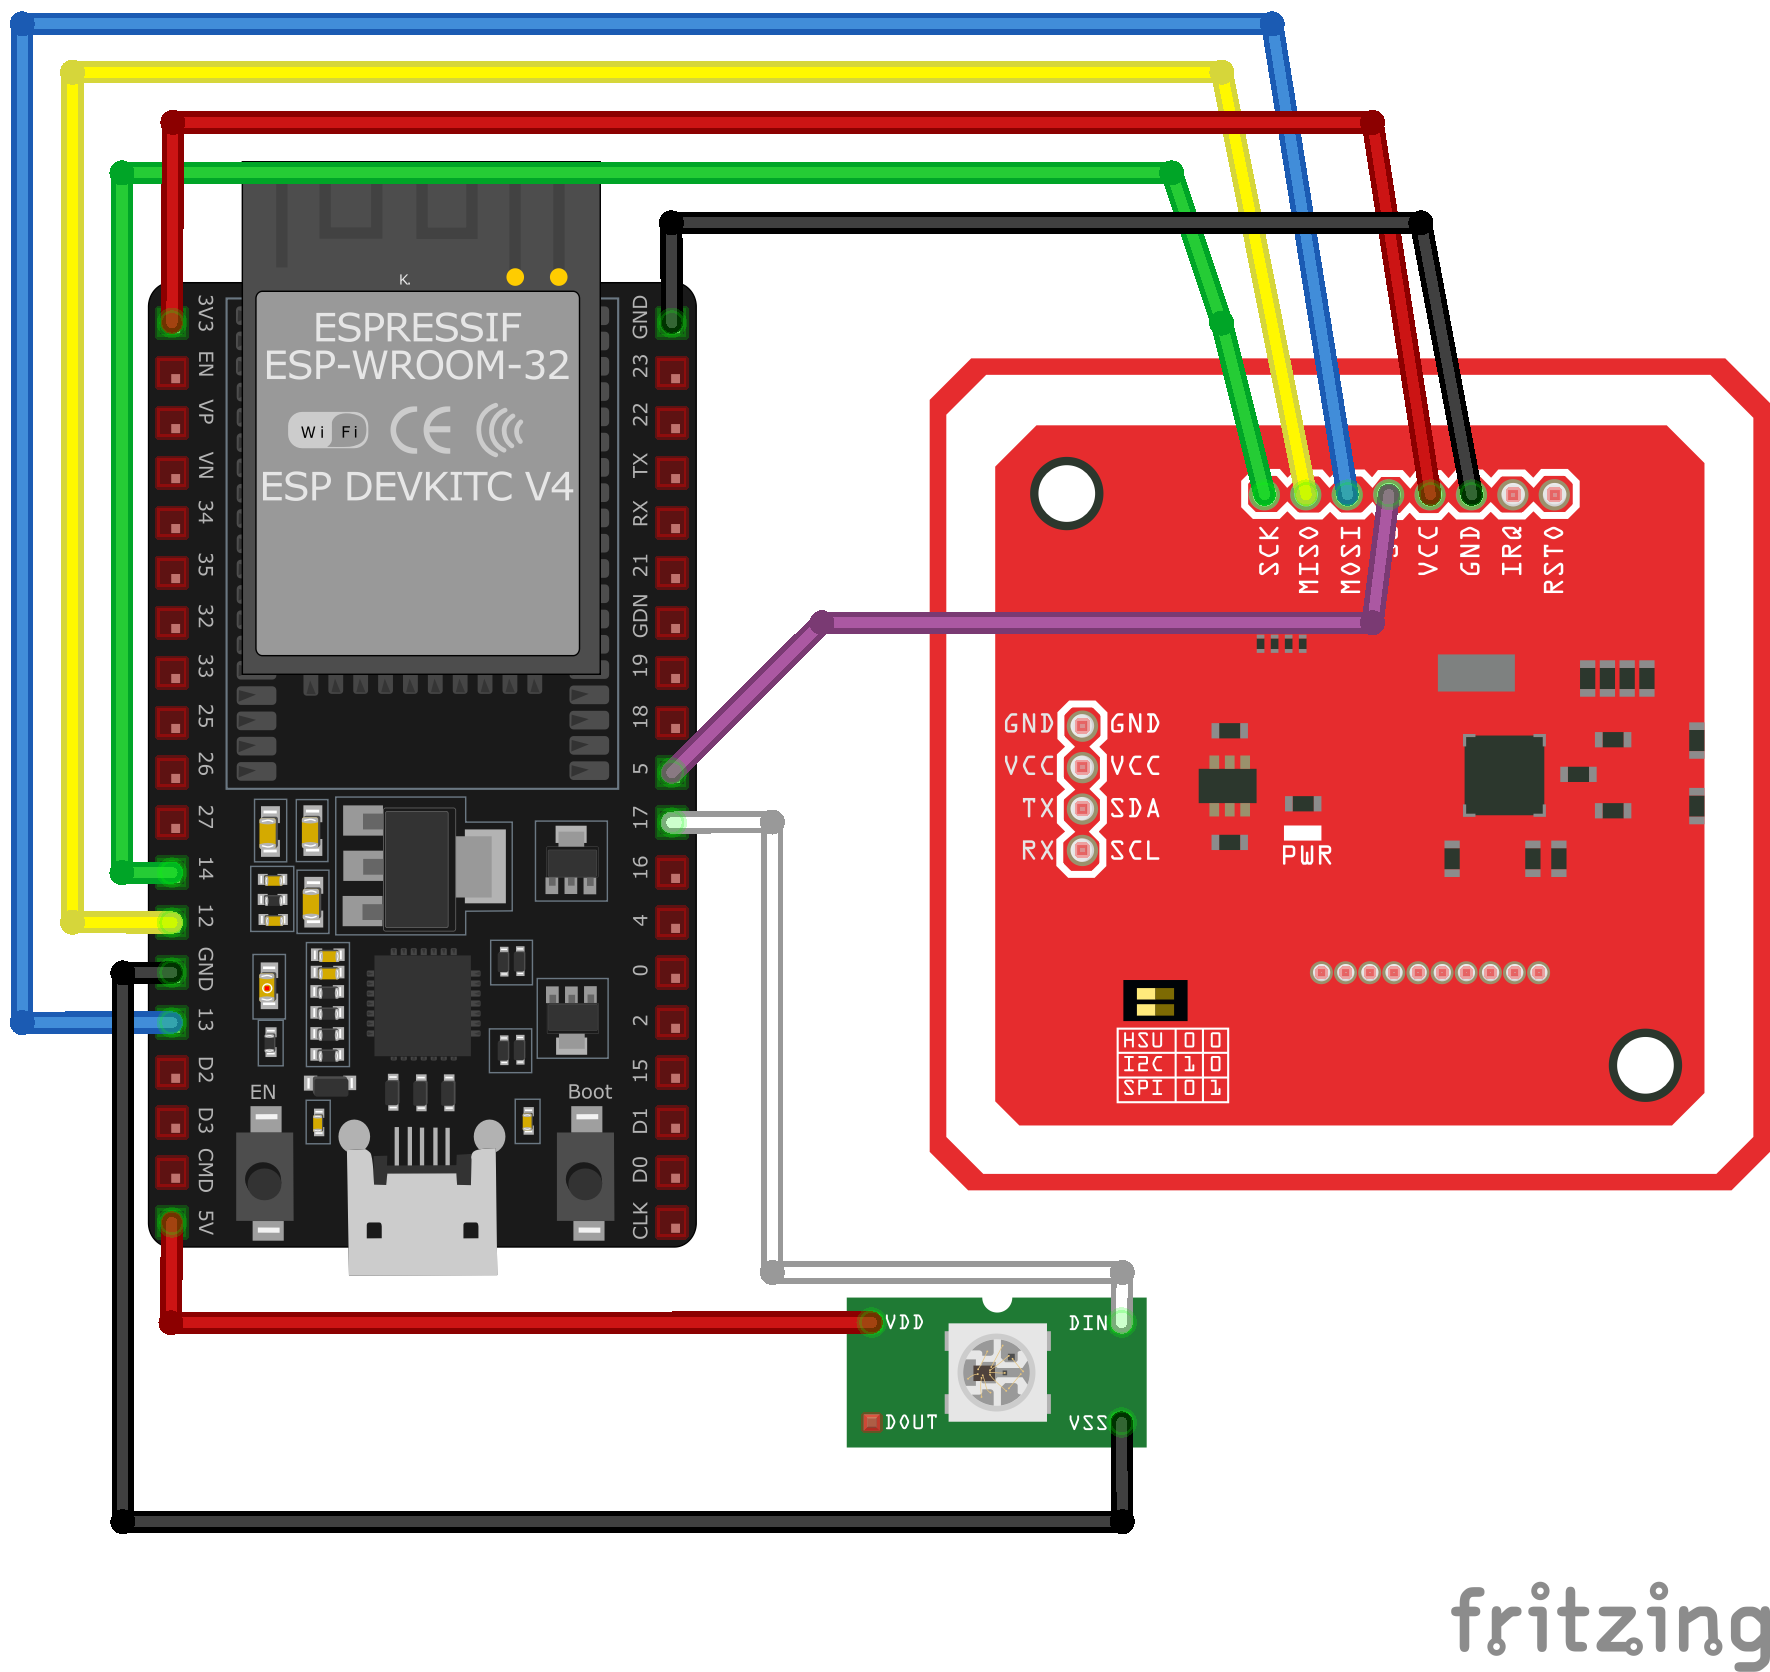 K.
ESPRESSIF
ESP-WROOM-32
Wi Fi
CE
ESP DEVKITC V4
3V3
EN
VP
VN
34
35
32
33
25
26
27
14
12
GND
13
D2
D3
CMD
5V
GND
23
22
TX
RX
21
GDN
19
18
5
17
16
4
0
2
15
D1
D0
CLK
EN
Boot
SCK
MISO
MOSI
VCC
GND
IRQ
RSTO
GND GND
VCC VCC
TX SDA
RX SCL
PWR
HSU 0 0
I2C 1 0
SPI 0 1
VDD DIN
DOUT VSS
fritzing